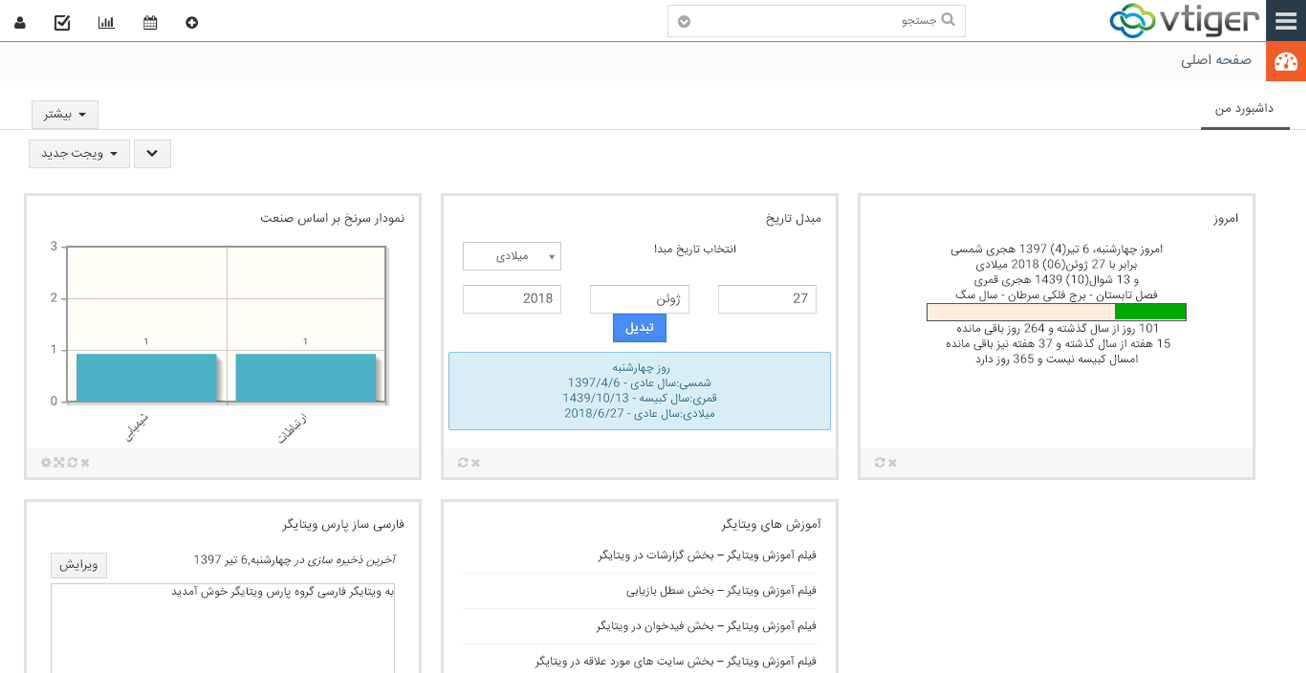 vtiger
جستجو
صفحه اصلی
داشبورد من
بیشتر
ویجت جدید
امروز
امروز چهارشنبه، 6 تیر(4) 1397 هجری شمسی
برابر با 27 ژوئن(06) 2018 میلادی
و 13 شوال(10) 1439 هجری قمری
فصل تابستان - برج فلکی سرطان - سال سگ
101 روز از سال گذشته و 264 روز باقی مانده
15 هفته از سال گذشته و 37 هفته نیز باقی مانده
امسال کبیسه نیست و 365 روز دارد
مبدل تاریخ
انتخاب تاریخ مبدا
میلادی
27
ژوئن
2018
تبدیل
روز چهارشنبه
شمسی:سال عادی - 1397/4/6
قمری:سال کبیسه - 1439/10/13
میلادی:سال عادی - 2018/6/27
نمودار سرنخ بر اساس صنعت
3
2
1
0
1
1
شیمیایی
ارتباطات
آموزش های ویتایگر
فیلم آموزش ویتایگر – بخش گزارشات در ویتایگر
فیلم آموزش ویتایگر – بخش سطل بازیابی
فیلم آموزش ویتایگر – بخش فیدخوان در ویتایگر
فیلم آموزش ویتایگر – بخش سایت های مورد علاقه در ویتایگر
فارسی ساز پارس ویتایگر
آخرین ذخیره سازی در چهارشنبه,6 تیر 1397
ویرایش
به ویتایگر فارسی گروه پارس ویتایگر خوش آمدید